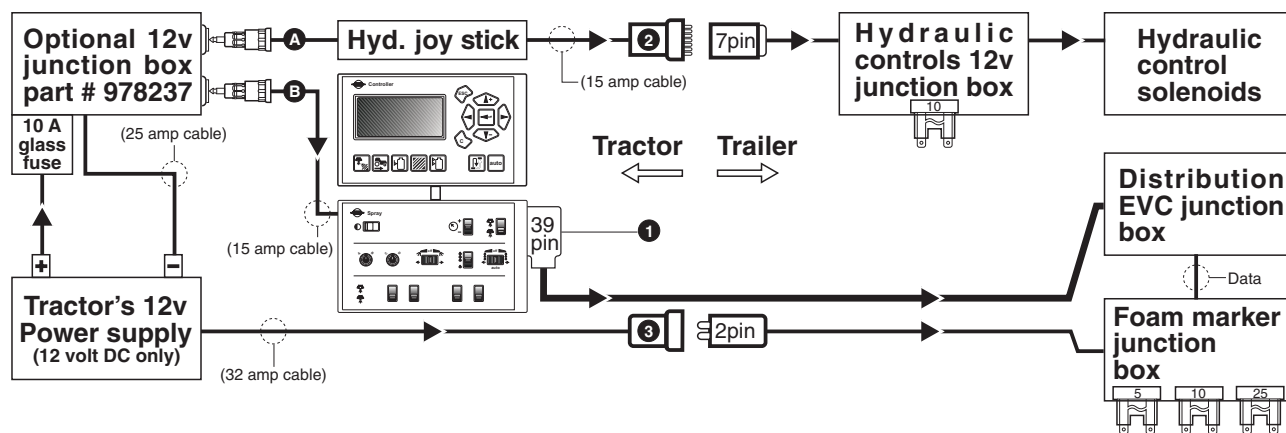 Optional 12v
junction box
part # 978237
10 A
glass
fuse
(25 amp cable)
A
B
Hyd. joy stick
(15 amp cable)
2
7pin
Hydraulic
controls 12v
junction box
10
Hydraulic
control
solenoids
Controller
ESC
C
auto
Tractor
Trailer
Spray
auto
39
pin
1
(15 amp cable)
+
−
Tractor's 12v
Power supply
(12 volt DC only)
(32 amp cable)
3
2pin
Distribution
EVC junction
box
Data
Foam marker
junction
box
5
10
25